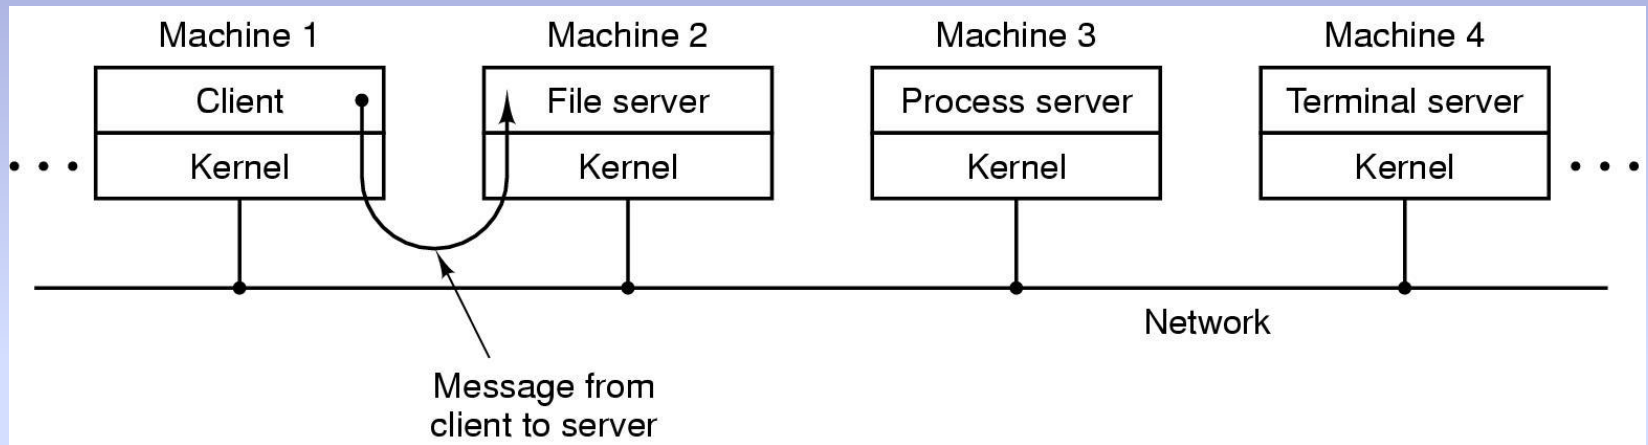 Machine 1
Machine 2
Machine 3
Machine 4
Client
File server
Process server
Terminal server
. . .
Kernel
Kernel
Kernel
Kernel
. . .
Network
Message from
client to server